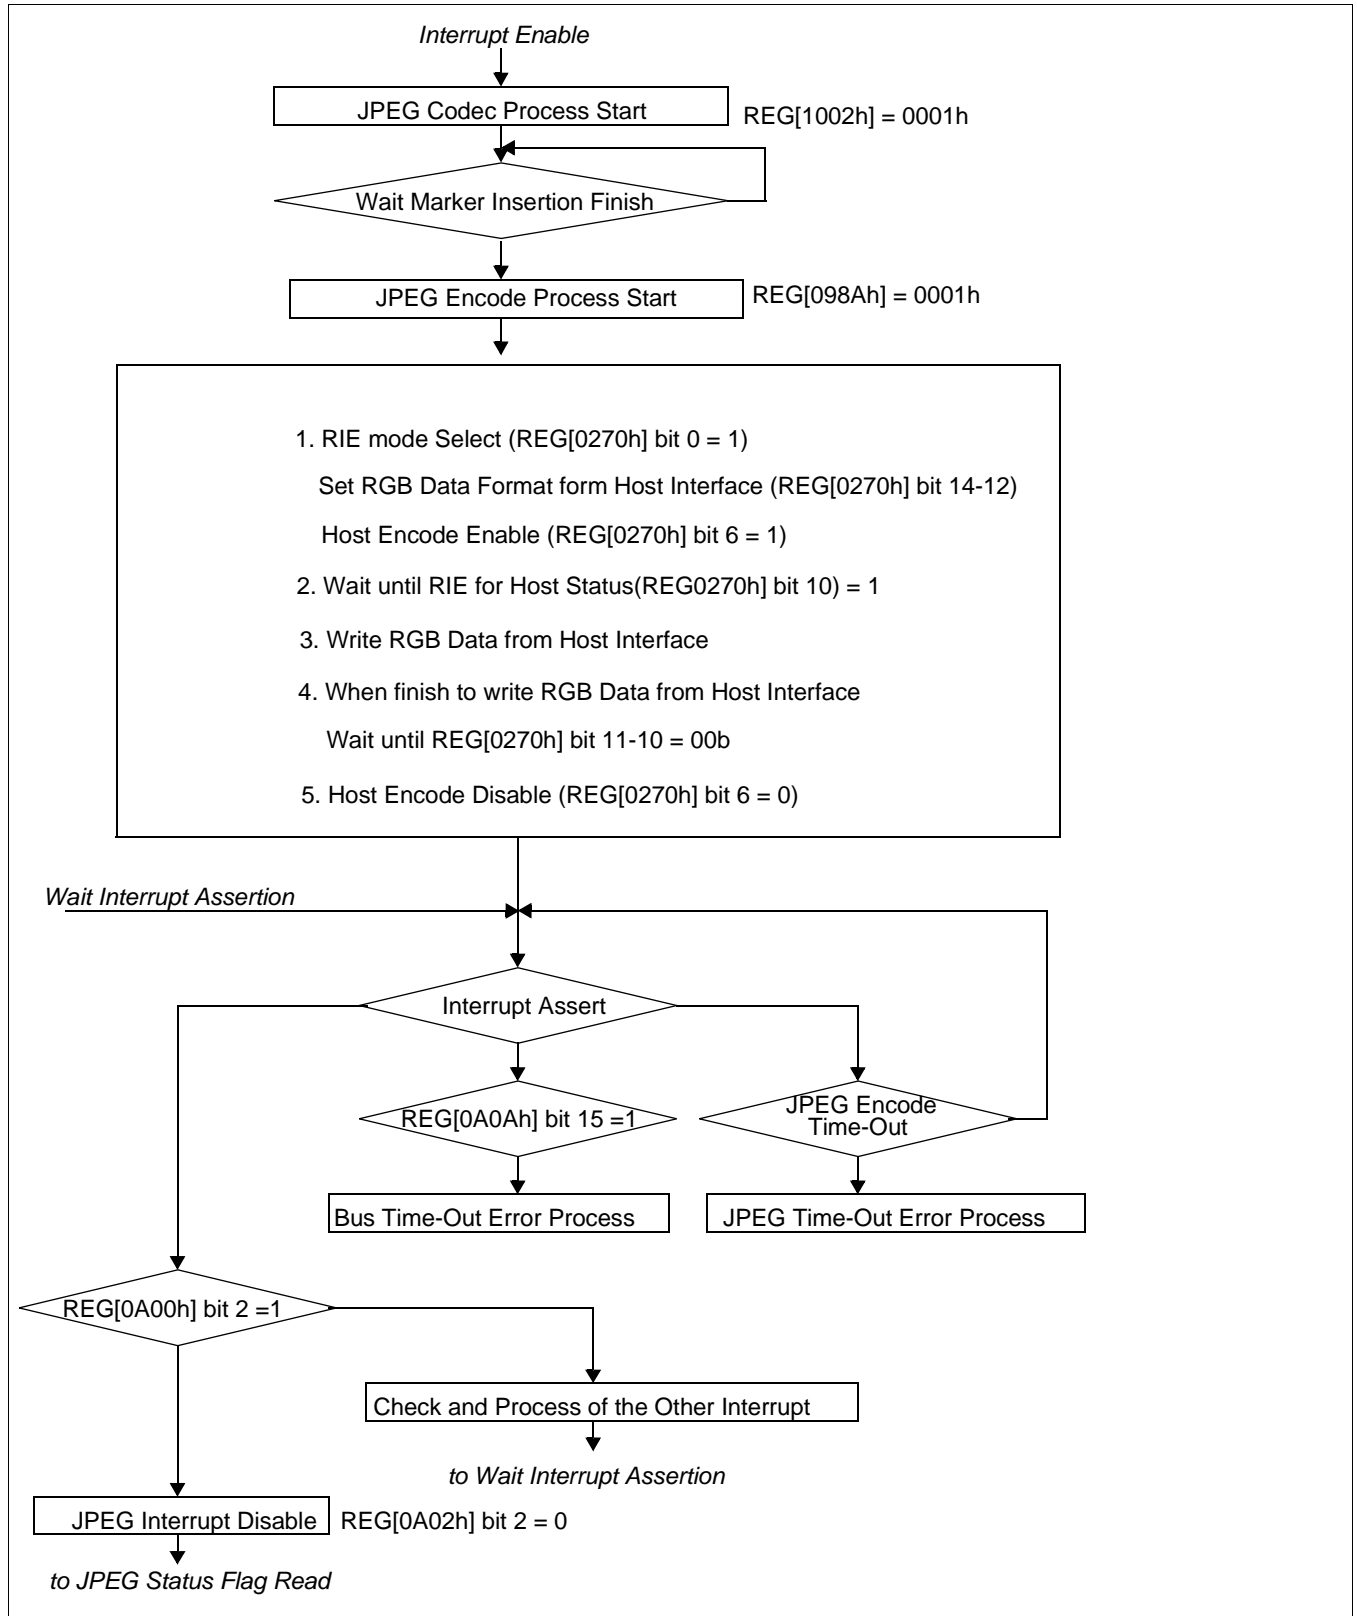 Interrupt Enable
JPEG Codec Process Start
REG[1002h] = 0001h
Wait Marker Insertion Finish
JPEG Encode Process Start
REG[098Ah] = 0001h
1. RIE mode Select (REG[0270h] bit 0 = 1)
Set RGB Data Format form Host Interface (REG[0270h] bit 14-12)
Host Encode Enable (REG[0270h] bit 6 = 1)
2. Wait until RIE for Host Status(REG0270h] bit 10) = 1
3. Write RGB Data from Host Interface
4. When finish to write RGB Data from Host Interface
Wait until REG[0270h] bit 11-10 = 00b
5. Host Encode Disable (REG[0270h] bit 6 = 0)
Wait Interrupt Assertion
Interrupt Assert
REG[0A0Ah] bit 15 =1
JPEG Encode
Time-Out
Bus Time-Out Error Process
JPEG Time-Out Error Process
REG[0A00h] bit 2 =1
Check and Process of the Other Interrupt
to Wait Interrupt Assertion
JPEG Interrupt Disable
REG[0A02h] bit 2 = 0
to JPEG Status Flag Read